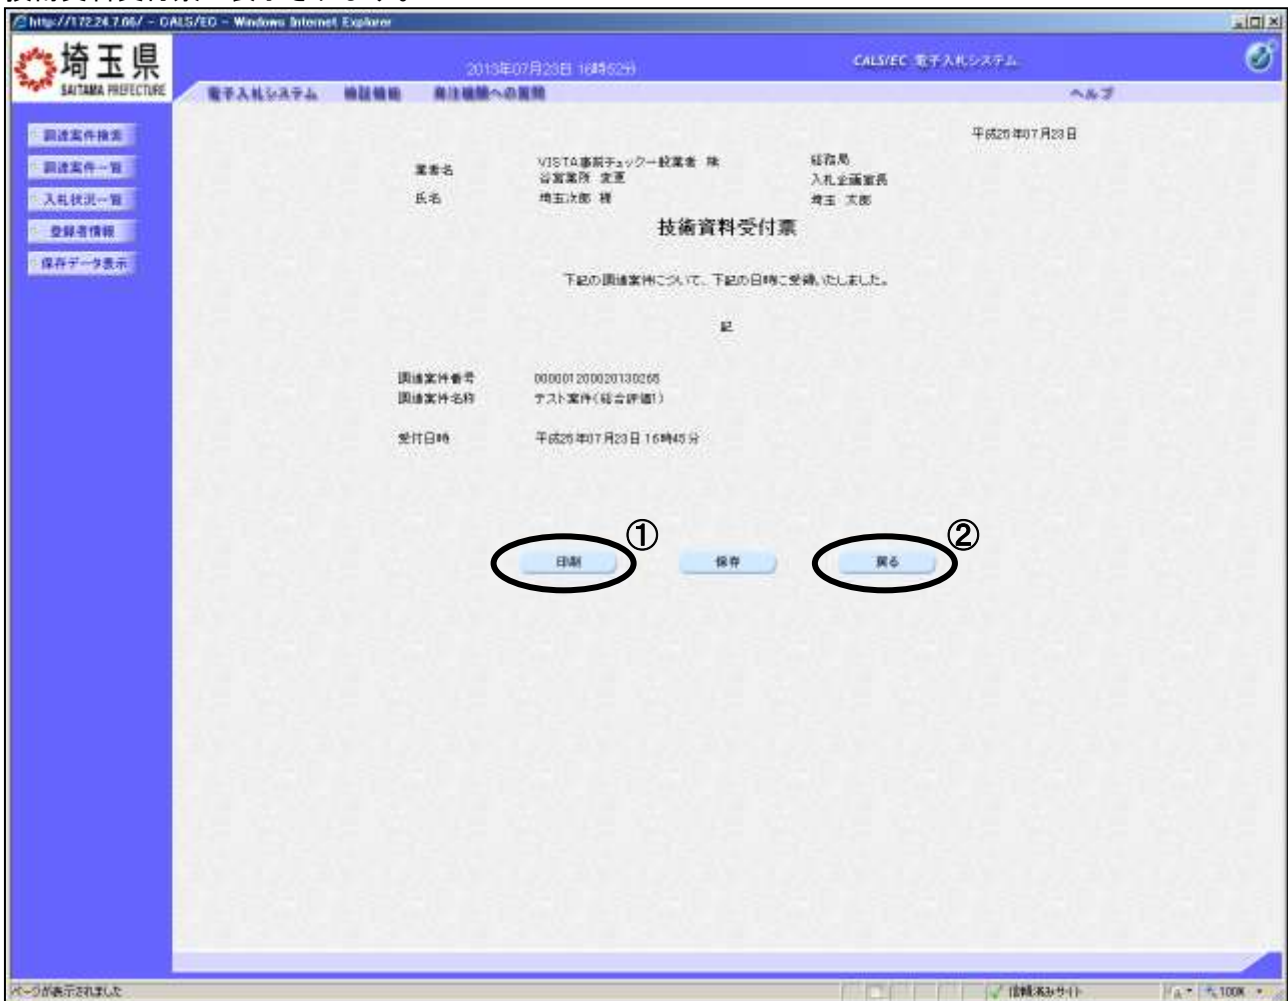 http://172.24.7.66/ - CALS/EC - Windows Internet Explorer
埼玉県
SAITAMA PREFECTURE
2013年07月23日 16時52分
CALS/EC 電子入札システム
電子入札システム 検証機能 発注機関への質問 ヘルプ
調達案件検索
調達案件一覧
入札状況一覧
登録者情報
保存データ表示
平成25年07月23日
業者名 VISTA事前チェック一般業者 様
谷営業所 変更
氏名 埼玉次郎 様
総務局
入札企画室長
埼玉 太郎
技術資料受付票
下記の調達案件について、下記の日時に受領いたしました。
記
調達案件番号 000001200020130265
調達案件名称 テスト案件(総合評価1)
受付日時 平成25年07月23日 16時45分
① ②
印刷 保存 戻る
ページが表示されました
信頼済みサイト
100%